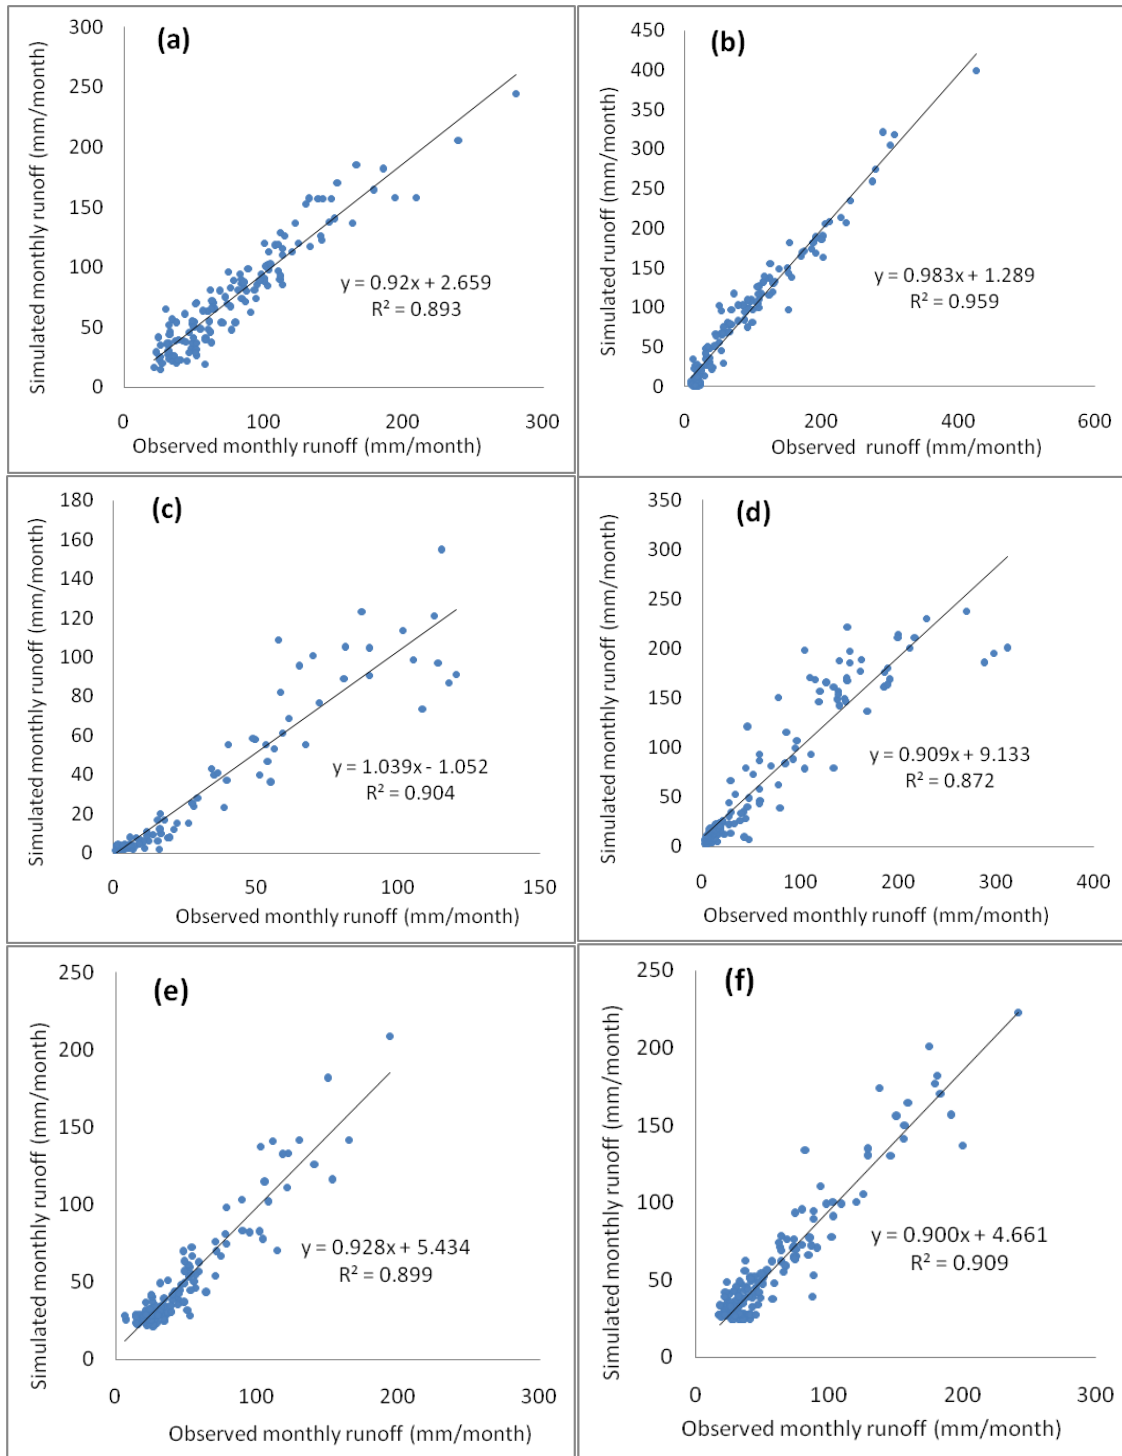 (a)
Simulated monthly runoff (mm/month)
300
250
200
150
100
50
0
y = 0.92x + 2.659
R² = 0.893
0 100 200 300
Observed monthly runoff (mm/month)
(b)
Simulated runoff (mm/month)
450
400
350
300
250
200
150
100
50
0
y = 0.983x + 1.289
R² = 0.959
0 200 400 600
Observed runoff (mm/month)
(c)
Simulated monthly runoff (mm/month)
180
160
140
120
100
80
60
40
20
0
y = 1.039x - 1.052
R² = 0.904
0 50 100 150
Observed monthly runoff (mm/month)
(d)
Simulated monthly runoff (mm/month)
350
300
250
200
150
100
50
0
y = 0.909x + 9.133
R² = 0.872
0 100 200 300 400
Observed monthly runoff (mm/month)
(e)
Simulated monthly runoff (mm/month)
250
200
150
100
50
0
y = 0.928x + 5.434
R² = 0.899
0 100 200 300
Observed monthly runoff (mm/month)
(f)
Simulated monthly runoff (mm/month)
250
200
150
100
50
0
y = 0.900x + 4.661
R² = 0.909
0 100 200 300
Observed monthly runoff (mm/month)